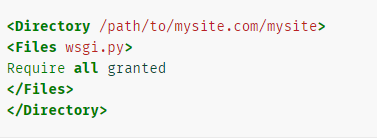 <Directory /path/to/mysite.com/mysite>
<Files wsgi.py>
Require all granted
</Files>
</Directory>